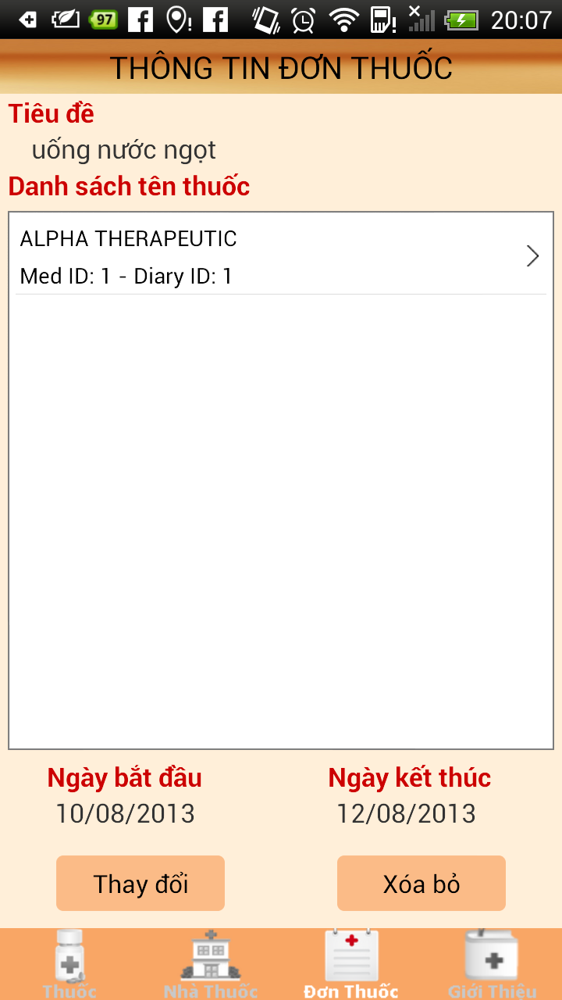 97
20:07
THÔNG TIN ĐƠN THUỐC
Tiêu đề
uống nước ngọt
Danh sách tên thuốc
ALPHA THERAPEUTIC
Med ID: 1 - Diary ID: 1
Ngày bắt đầu
Ngày kết thúc
10/08/2013
12/08/2013
Thay đổi
Xóa bỏ
Thuốc
Nhà Thuốc
Đơn Thuốc
Giới Thiệu